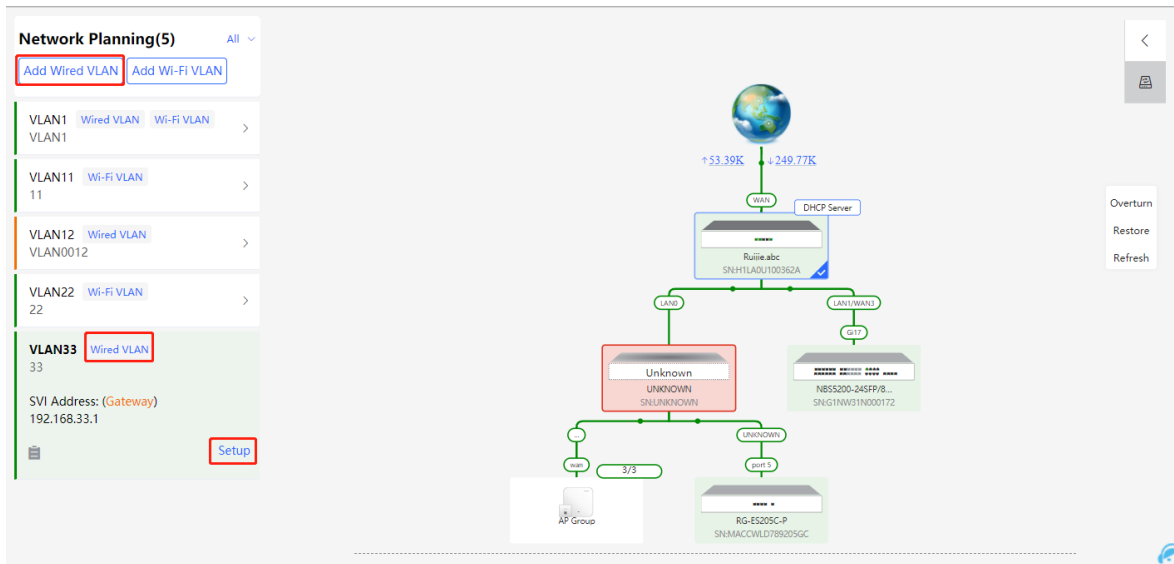 Network Planning(5)
All
Add Wired VLAN
Add Wi-Fi VLAN
VLAN1 Wired VLAN Wi-Fi VLAN
VLAN1
VLAN11 Wi-Fi VLAN
11
VLAN12 Wired VLAN
VLAN0012
VLAN22 Wi-Fi VLAN
22
VLAN33 Wired VLAN
33
SVI Address: (Gateway)
192.168.33.1
Setup
↑53.39K ↓249.77K
WAN
DHCP Server
Ruijie.abc
SN:H1LA0U100362A
LAN0
LAN1/WAN3
Gi17
Unknown
UNKNOWN
SN:UNKNOWN
NBS5200-24SFP/8...
SN:G1NW31N000172
...
UNKNOWN
wan
3/3
port 5
AP Group
RG-ES205C-P
SN:MACCWLD789205GC
Overturn
Restore
Refresh